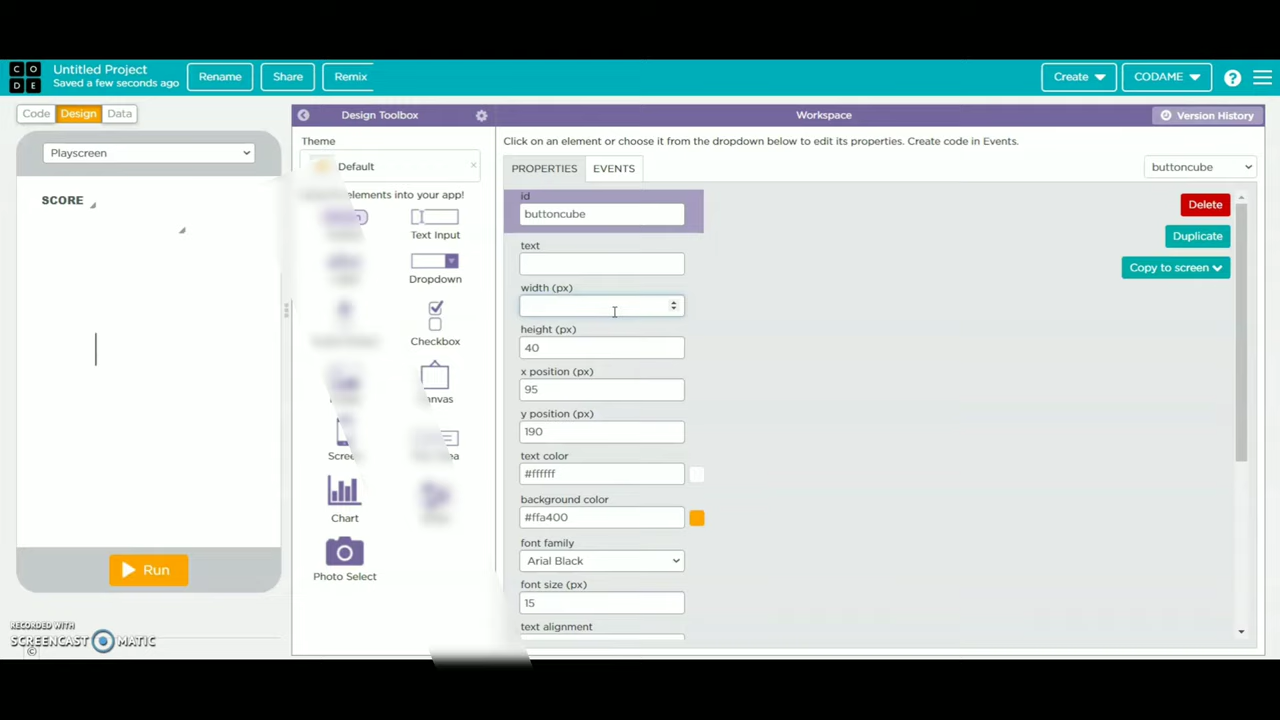 CODE
Untitled Project
Saved a few seconds ago
Rename
Share
Remix
Create
CODAME
?
Code
Design
Data
Design Toolbox
Workspace
Version History
Playscreen
Theme
Default
elements into your app!
Click on an element or choose it from the dropdown below to edit its properties. Create code in Events.
PROPERTIES
EVENTS
buttoncube
SCORE
Text Input
Dropdown
Checkbox
Chart
Photo Select
id
buttoncube
text
width (px)
height (px)
40
x position (px)
95
y position (px)
190
text color
#ffffff
background color
#ffa400
font family
Arial Black
font size (px)
15
text alignment
Delete
Duplicate
Copy to screen
Run
RECORDED WITH
SCREENCAST MATIC
©